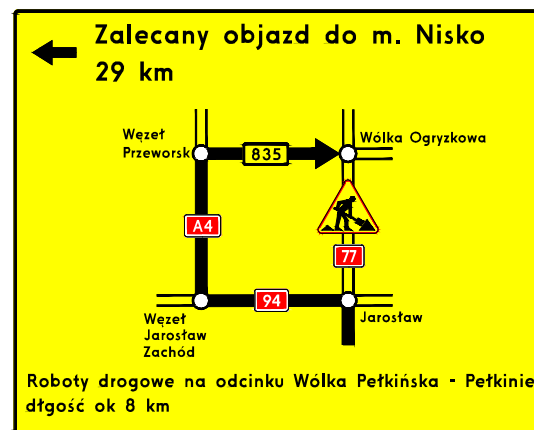 Zalecany objazd do m. Nisko
29 km
Węzeł
Przeworsk
835
Wólka Ogryzkowa
A4
77
94
Węzeł
Jarosław
Zachód
Jarosław
Roboty drogowe na odcinku Wólka Pełkińska - Pełkinie
dłgość ok 8 km